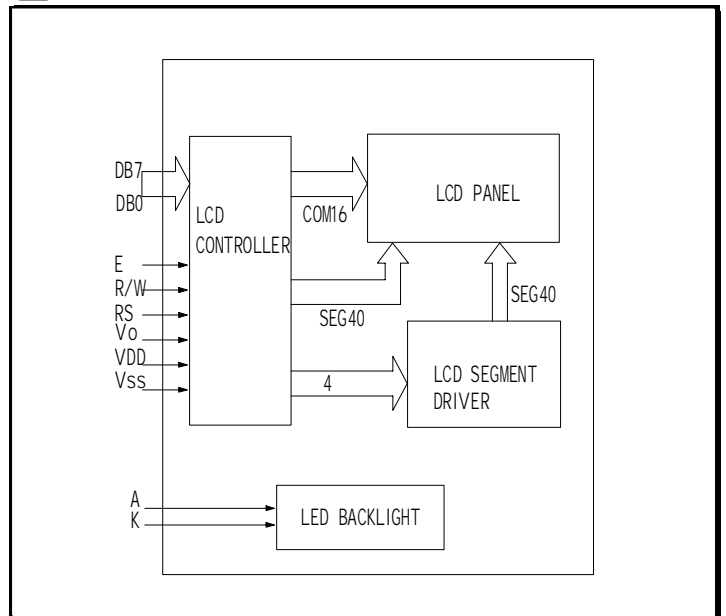 DB7
DB0
LCD
CONTROLLER
COM16
LCD PANEL
E
R/W
RS
Vo
VDD
Vss
SEG40
SEG40
4
LCD SEGMENT
DRIVER
A
K
LED BACKLIGHT